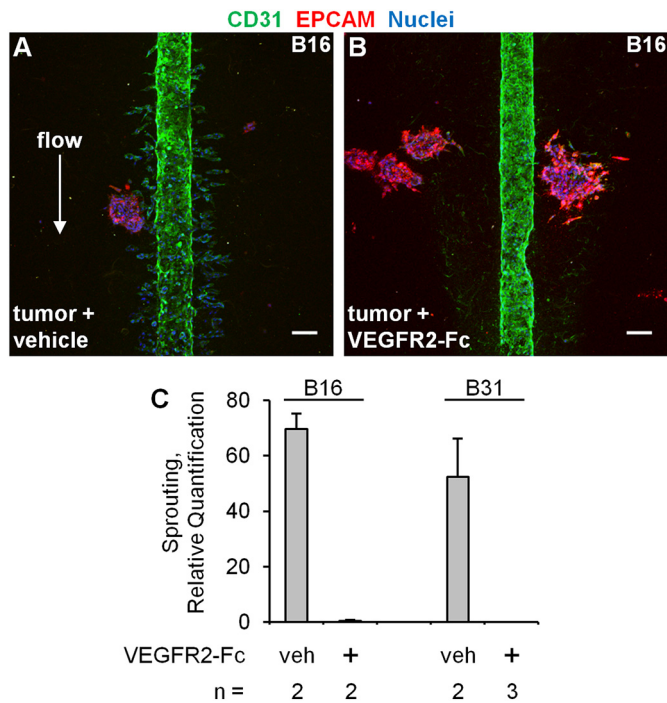 CD31 EPCAM Nuclei
A B16
flow
tumor +
vehicle
B B16
tumor +
VEGFR2-Fc
C
B16 B31
Sprouting,
Relative Quantification
80
60
40
20
0
VEGFR2-Fc veh + veh +
n = 2 2 2 3